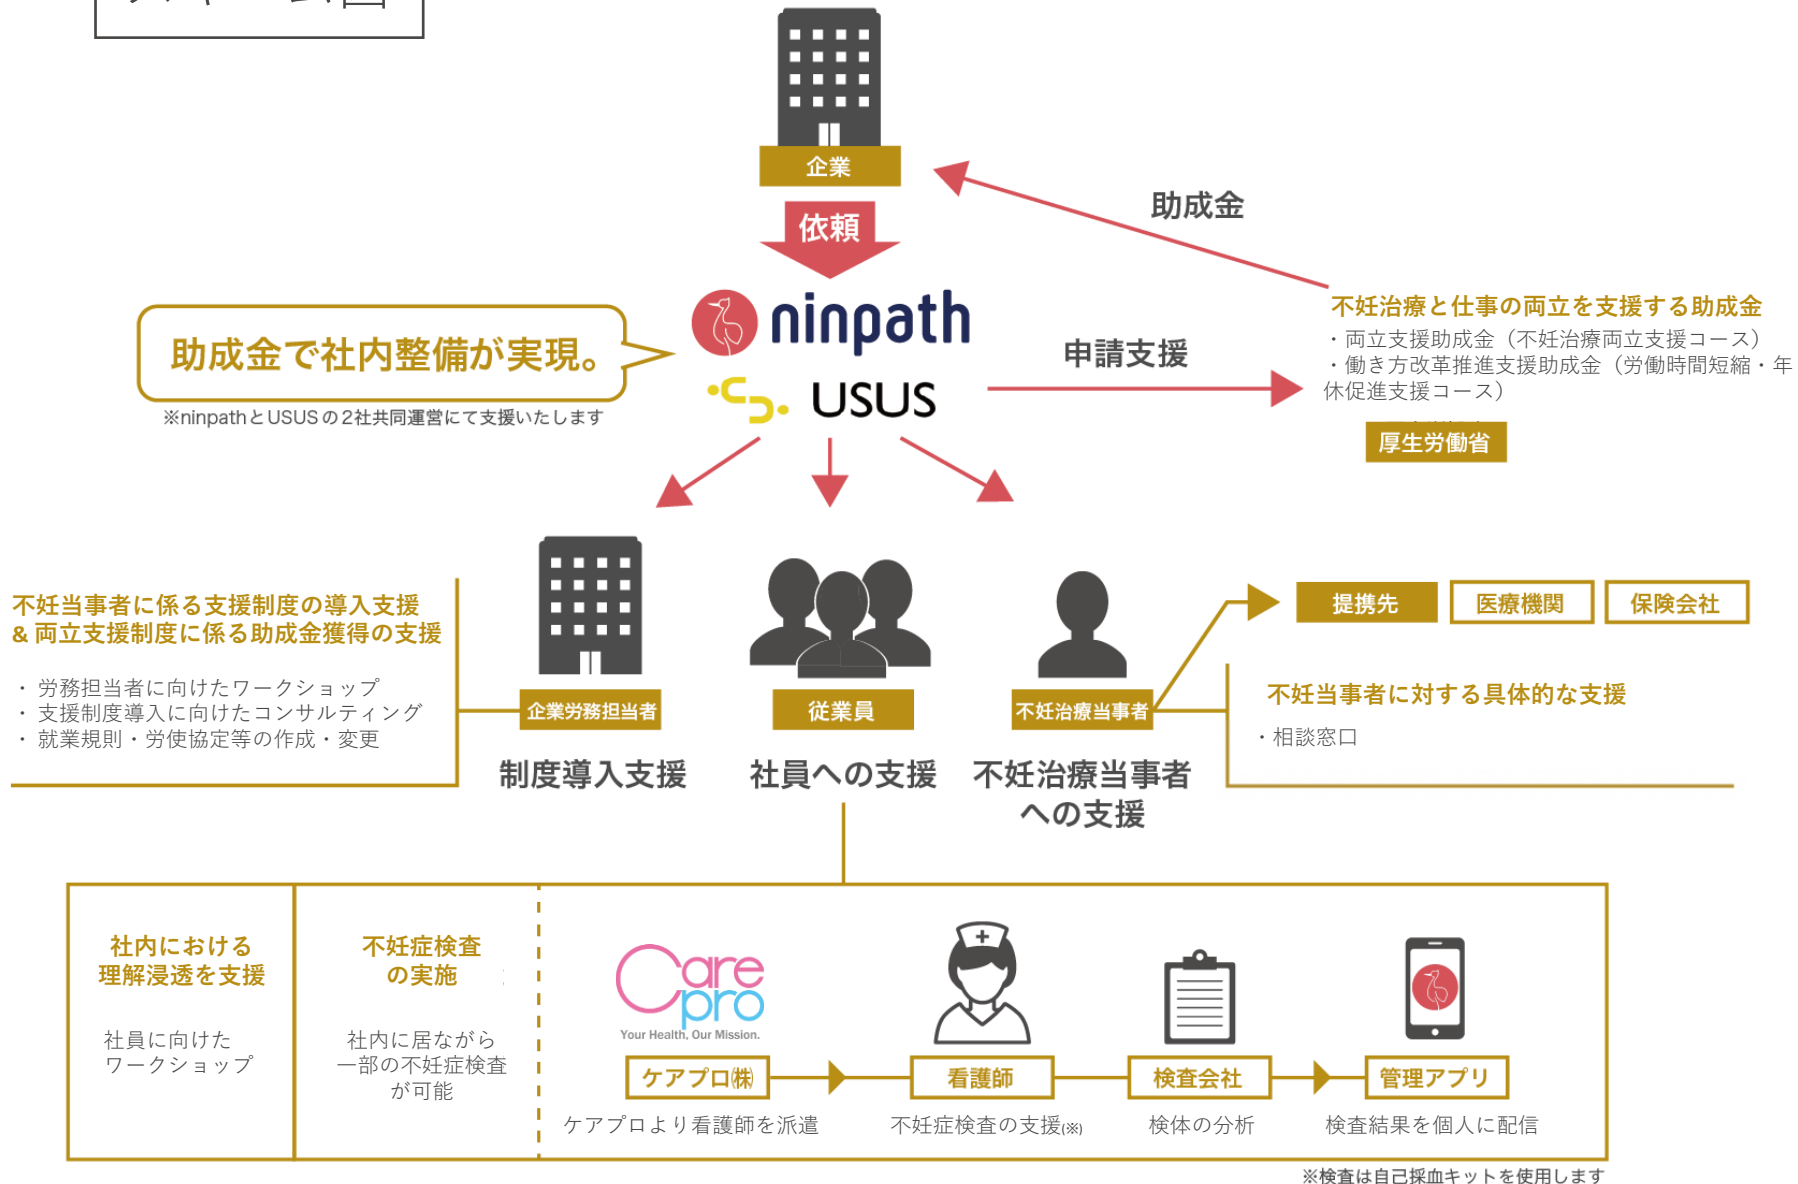 企業
依頼
助成金
ninpath
USUS
助成金で社内整備が実現。
※ninpathとUSUSの2社共同運営にて支援いたします
申請支援
不妊治療と仕事の両立を支援する助成金
・両立支援助成金（不妊治療両立支援コース）
・働き方改革推進支援助成金（労働時間短縮・年
休促進支援コース）
厚生労働省
不妊当事者に係る支援制度の導入支援
& 両立支援制度に係る助成金獲得の支援
・ 労務担当者に向けたワークショップ
・ 支援制度導入に向けたコンサルティング
・ 就業規則・労使協定等の作成・変更
企業労務担当者
制度導入支援
従業員
社員への支援
不妊治療当事者
不妊治療当事者
への支援
提携先
医療機関
保険会社
不妊当事者に対する具体的な支援
・相談窓口
社内における
理解浸透を支援
社員に向けた
ワークショップ
不妊症検査
の実施
社内に居ながら
一部の不妊症検査
が可能
Care
pro
Your Health, Our Mission.
ケアプロ㈱
ケアプロより看護師を派遣
看護師
不妊症検査の支援(※)
検査会社
検体の分析
管理アプリ
検査結果を個人に配信
※検査は自己採血キットを使用します